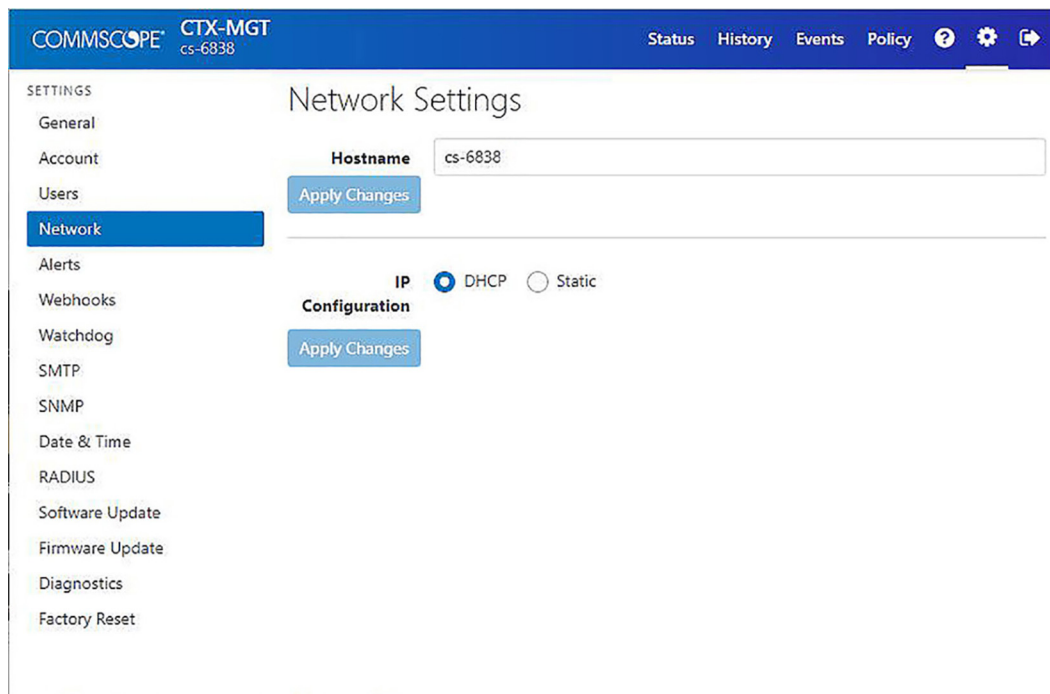 COMMSCOPE®
CTX-MGT
cs-6838
Status History Events Policy ?
SETTINGS
General
Account
Users
Network
Alerts
Webhooks
Watchdog
SMTP
SNMP
Date & Time
RADIUS
Software Update
Firmware Update
Diagnostics
Factory Reset
Network Settings
Hostname cs-6838
Apply Changes
IP
Configuration
DHCP Static
Apply Changes